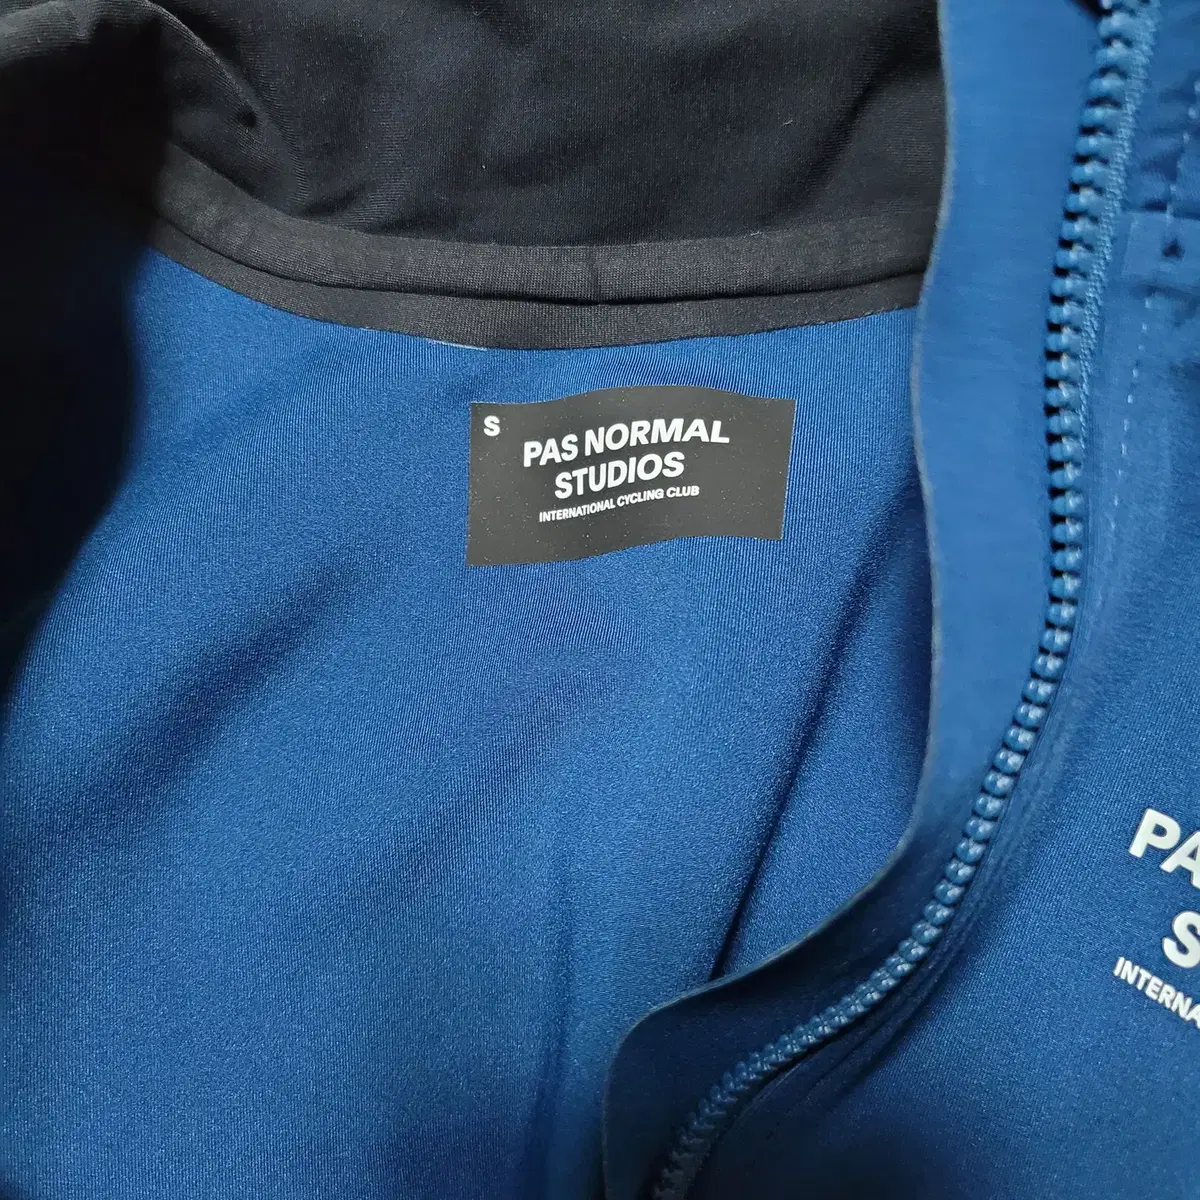 S
PAS NORMAL
STUDIOS
INTERNATIONAL CYCLING CLUB
PA
S
INTERNA